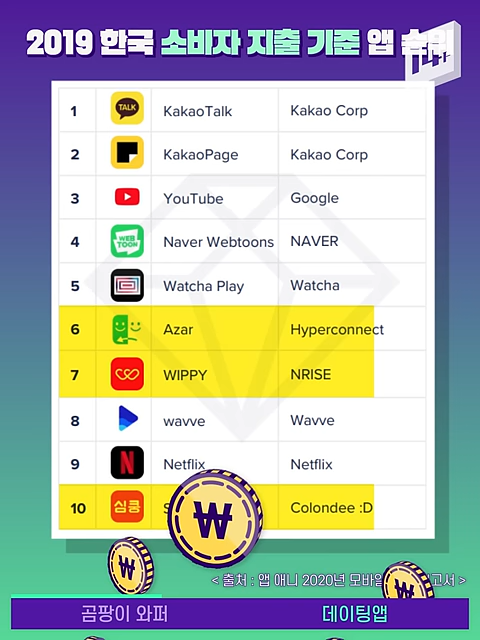 2019 한국 소비자 지출 기준 앱
1 TALK KakaoTalk Kakao Corp
2 KakaoPage Kakao Corp
3 YouTube Google
4 WEB TOON Naver Webtoons NAVER
5 Watcha Play Watcha
6 Azar Hyperconnect
7 WIPPY NRISE
8 wavve Wavve
9 N Netflix Netflix
10 심쿵 Colondee :D
₩
₩
₩
< 출처 : 앱 애니 2020년 모바일 고서 >
곰팡이 와퍼 데이팅앱